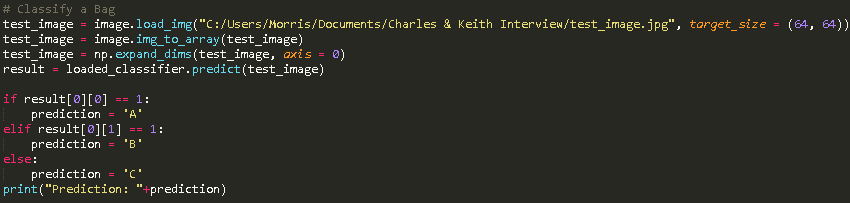 # Classify a Bag
test_image = image.load_img("C:/Users/Morris/Documents/Charles & Keith Interview/test_image.jpg", target_size = (64, 64))
test_image = image.img_to_array(test_image)
test_image = np.expand_dims(test_image, axis = 0)
result = loaded_classifier.predict(test_image)

if result[0][0] == 1:
    prediction = 'A'
elif result[0][1] == 1:
    prediction = 'B'
else:
    prediction = 'C'
print("Prediction: "+prediction)